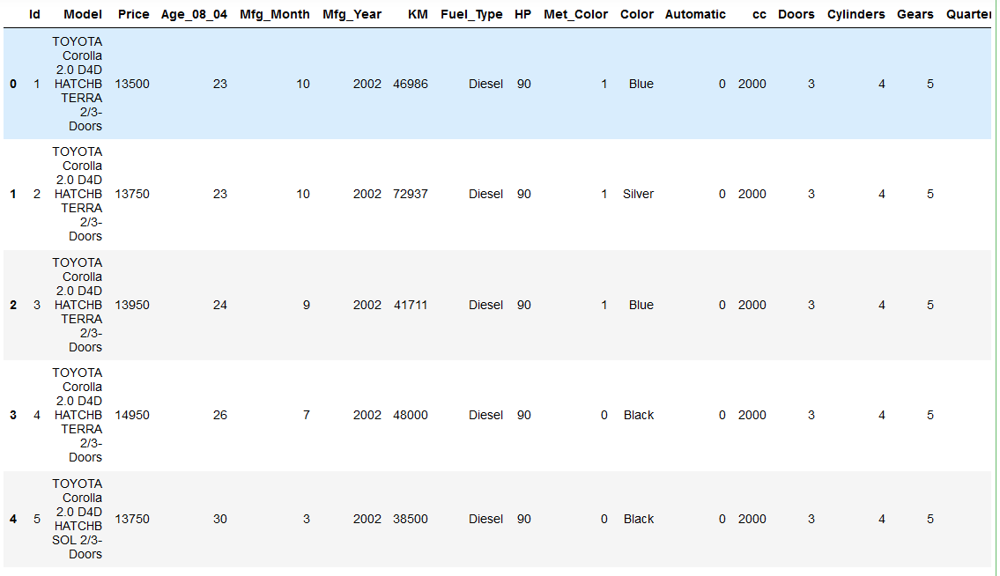 Id Model Price Age_08_04 Mfg_Month Mfg_Year KM Fuel_Type HP Met_Color Color Automatic cc Doors Cylinders Gears Quarter
TOYOTA
Corolla
2.0 D4D
0 1 HATCHB 13500 23 10 2002 46986 Diesel 90 1 Blue 0 2000 3 4 5
TERRA
2/3-
Doors
TOYOTA
Corolla
2.0 D4D
1 2 HATCHB 13750 23 10 2002 72937 Diesel 90 1 Silver 0 2000 3 4 5
TERRA
2/3-
Doors
TOYOTA
Corolla
2.0 D4D
2 3 HATCHB 13950 24 9 2002 41711 Diesel 90 1 Blue 0 2000 3 4 5
TERRA
2/3-
Doors
TOYOTA
Corolla
2.0 D4D
3 4 HATCHB 14950 26 7 2002 48000 Diesel 90 0 Black 0 2000 3 4 5
TERRA
2/3-
Doors
TOYOTA
Corolla
2.0 D4D
4 5 HATCHB 13750 30 3 2002 38500 Diesel 90 0 Black 0 2000 3 4 5
SOL 2/3-
Doors